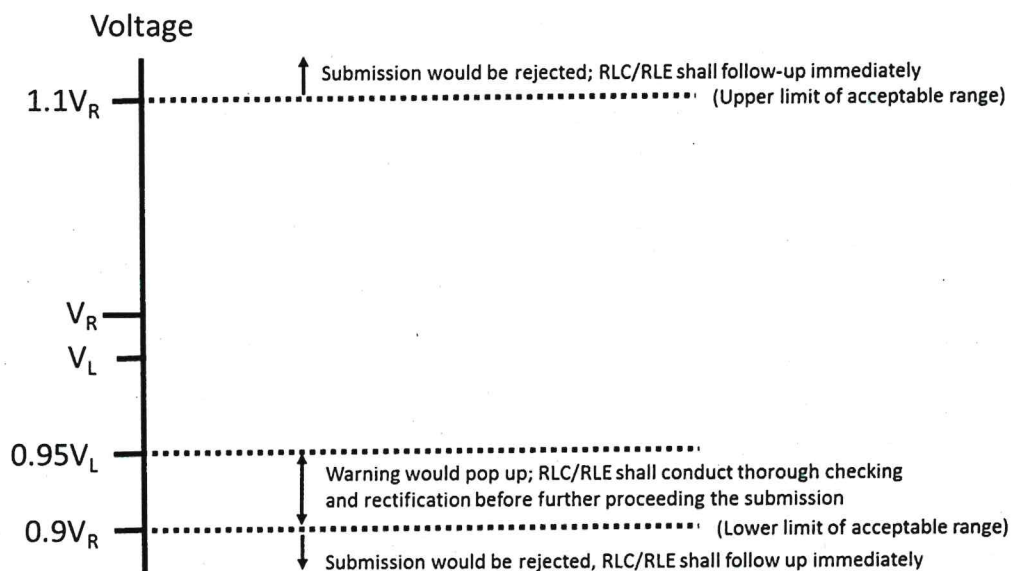 Voltage
Submission would be rejected; RLC/RLE shall follow-up immediately
1.1VR
(Upper limit of acceptable range)
VR
VL
0.95VL
Warning would pop up; RLC/RLE shall conduct thorough checking
and rectification before further proceeding the submission
0.9VR
(Lower limit of acceptable range)
Submission would be rejected, RLC/RLE shall follow up immediately